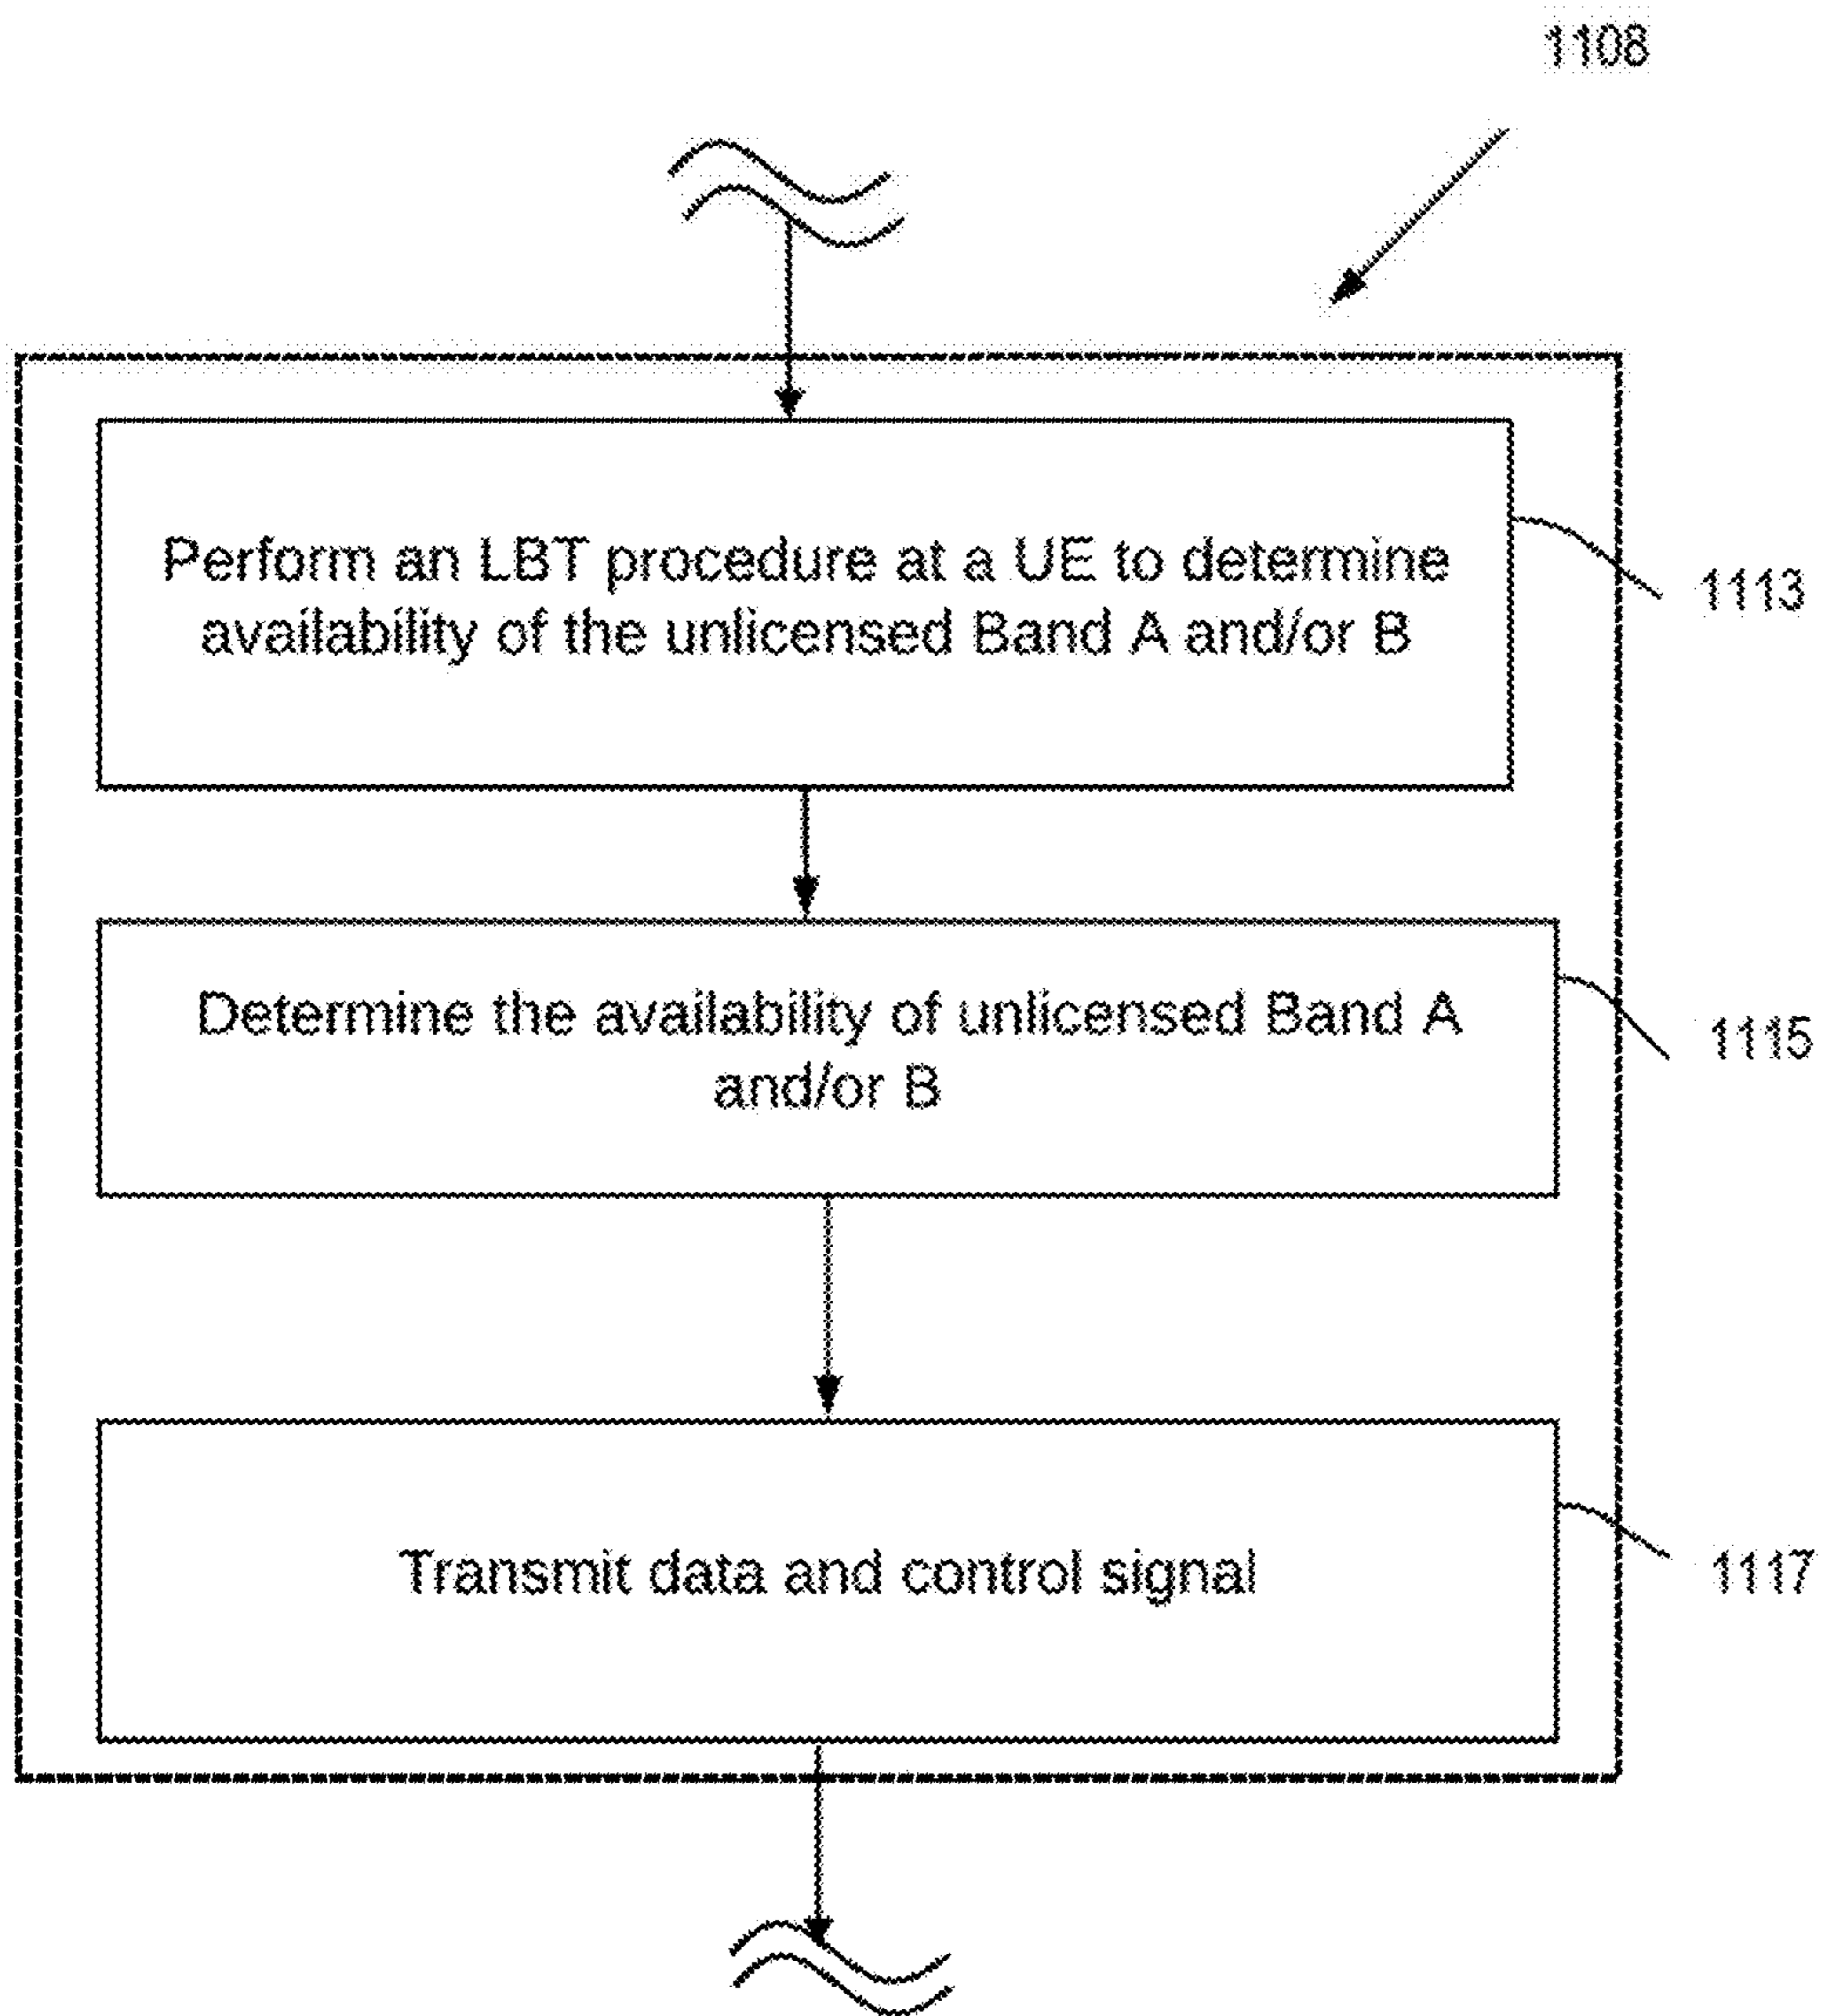 1108
Perform an LBT procedure at a UE to determine
availability of the unlicensed Band A and/or B
1113
Determine the availability of unlicensed Band A
and/or B
1115
Transmit data and control signal
1117